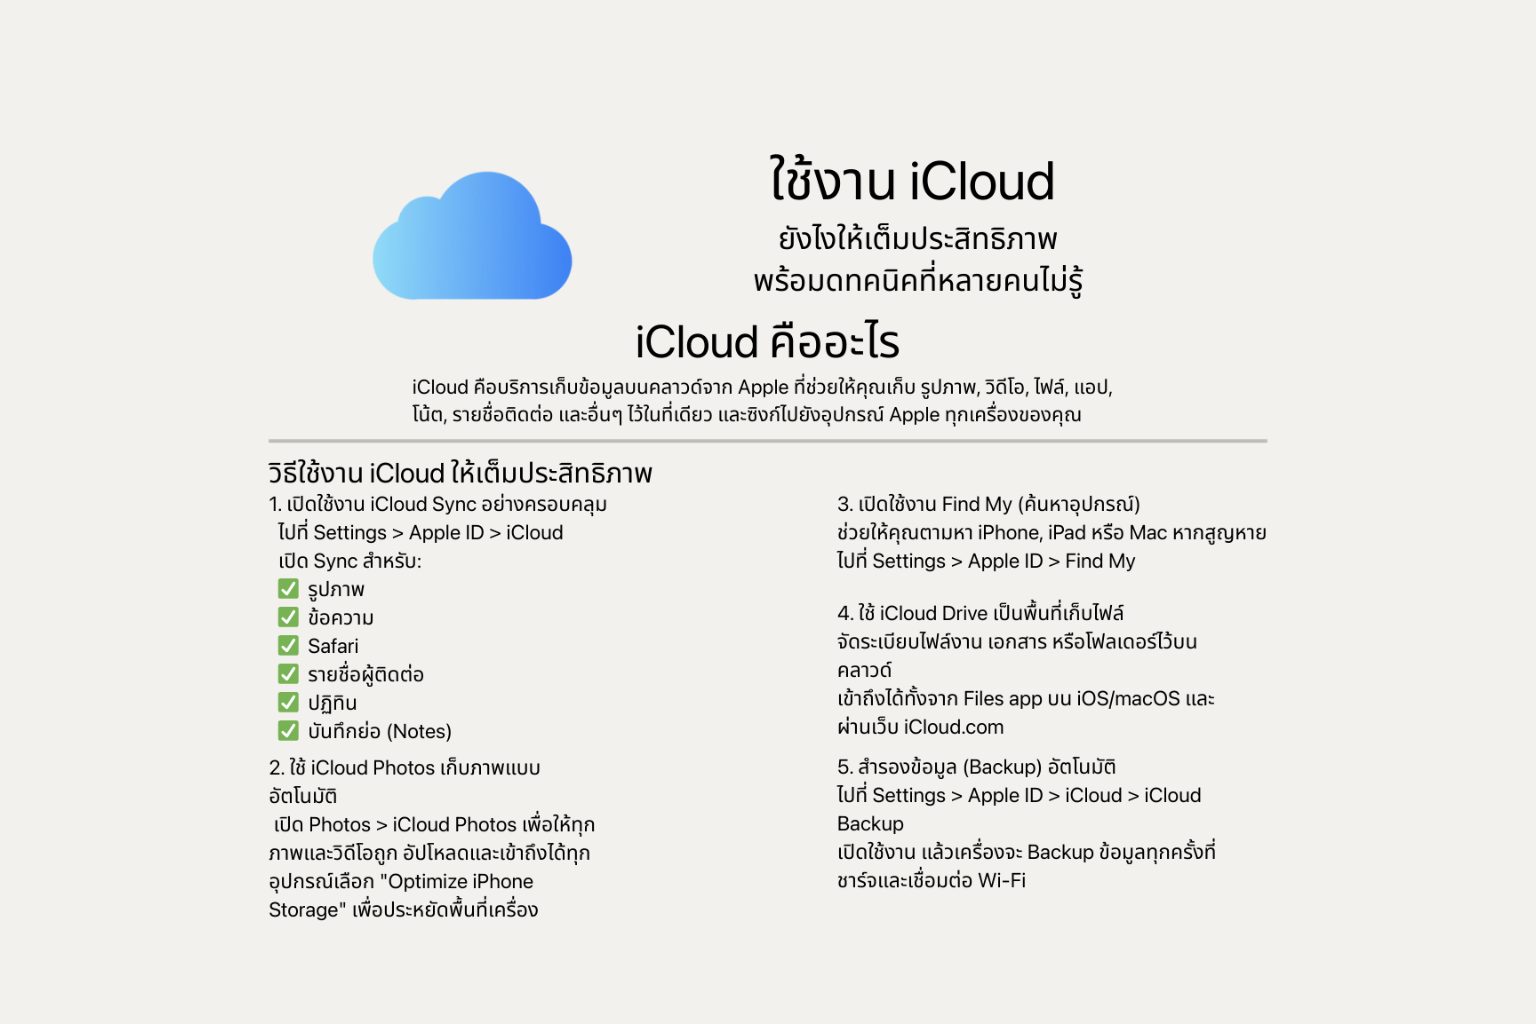 ใช้งาน iCloud
ยังไงให้เต็มประสิทธิภาพ
พร้อมดทคนิคที่หลายคนไม่รู้
iCloud คืออะไร
iCloud คือบริการเก็บข้อมูลบนคลาวด์จาก Apple ที่ช่วยให้คุณเก็บ รูปภาพ, วิดีโอ, ไฟล์, แอป,
โน้ต, รายชื่อติดต่อ และอื่นๆ ไว้ในที่เดียว และซิงก์ไปยังอุปกรณ์ Apple ทุกเครื่องของคุณ
วิธีใช้งาน iCloud ให้เต็มประสิทธิภาพ
1. เปิดใช้งาน iCloud Sync อย่างครอบคลุม
ไปที่ Settings > Apple ID > iCloud
เปิด Sync สำหรับ:
✅ รูปภาพ
✅ ข้อความ
✅ Safari
✅ รายชื่อผู้ติดต่อ
✅ ปฏิทิน
✅ บันทึกย่อ (Notes)
2. ใช้ iCloud Photos เก็บภาพแบบ
อัตโนมัติ
เปิด Photos > iCloud Photos เพื่อให้ทุก
ภาพและวิดีโอถูก อัปโหลดและเข้าถึงได้ทุก
อุปกรณ์เลือก "Optimize iPhone
Storage" เพื่อประหยัดพื้นที่เครื่อง
3. เปิดใช้งาน Find My (ค้นหาอุปกรณ์)
ช่วยให้คุณตามหา iPhone, iPad หรือ Mac หากสูญหาย
ไปที่ Settings > Apple ID > Find My
4. ใช้ iCloud Drive เป็นพื้นที่เก็บไฟล์
จัดระเบียบไฟล์งาน เอกสาร หรือโฟลเดอร์ไว้บน
คลาวด์
เข้าถึงได้ทั้งจาก Files app บน iOS/macOS และ
ผ่านเว็บ iCloud.com
5. สำรองข้อมูล (Backup) อัตโนมัติ
ไปที่ Settings > Apple ID > iCloud > iCloud
Backup
เปิดใช้งาน แล้วเครื่องจะ Backup ข้อมูลทุกครั้งที่
ชาร์จและเชื่อมต่อ Wi-Fi